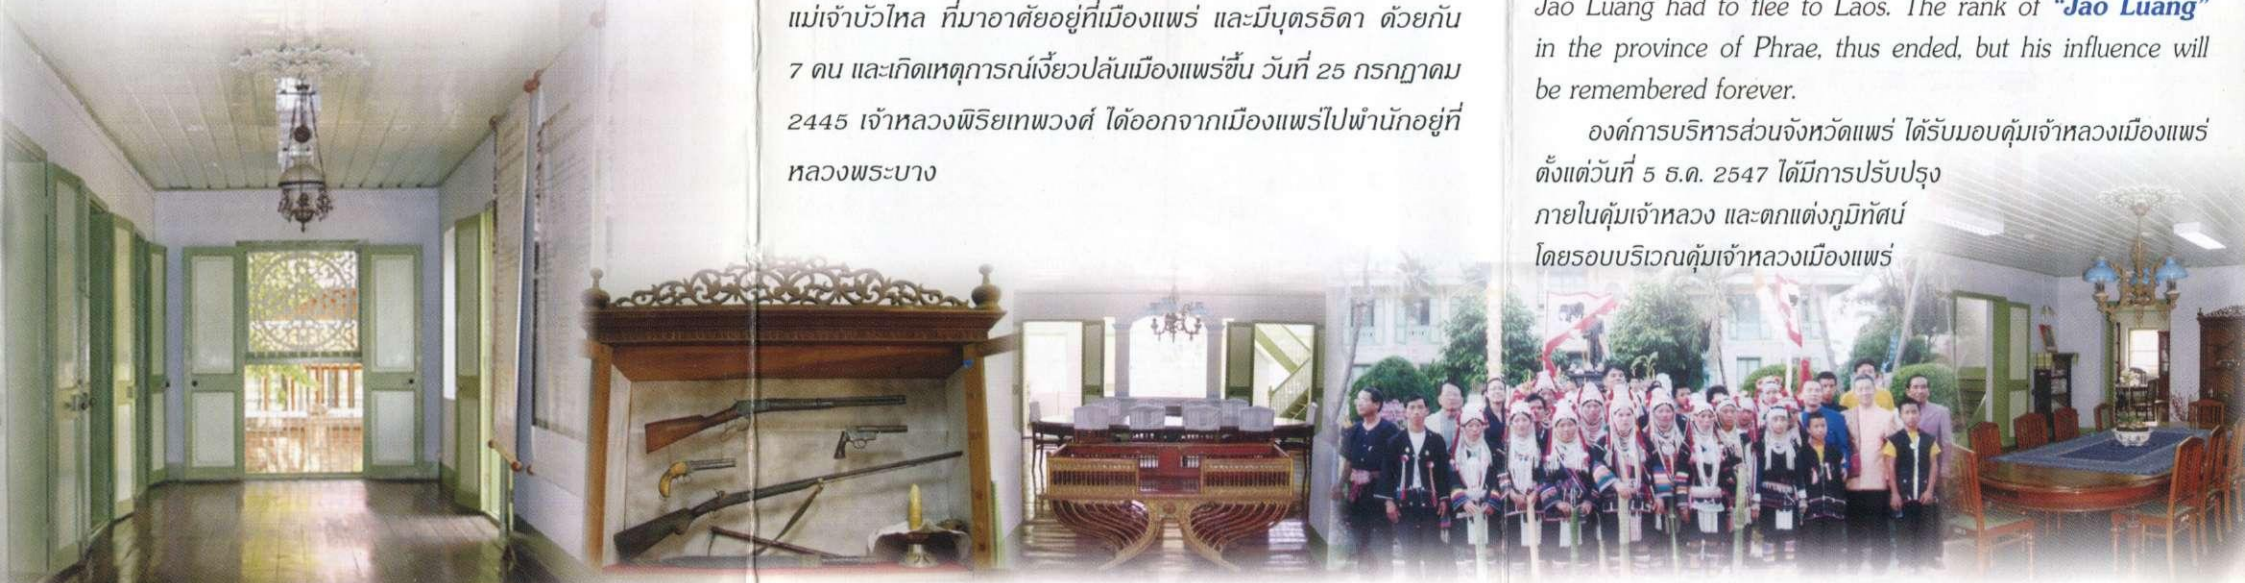 แม่เจ้าบัวไหล ที่มาอาศัยอยู่ที่เมืองแพร่ และมีบุตรธิดา ด้วยกัน
7 คน และเกิดเหตุการณ์เงี้ยวปล้นเมืองแพร่ขึ้น วันที่ 25 กรกฎาคม
2445 เจ้าหลวงพิริยเทพวงศ์ ได้ออกจากเมืองแพร่ไปพำนักอยู่ที่
หลวงพระบาง
Jao Luang had to flee to Laos. The rank of "Jao Luang"
in the province of Phrae, thus ended, but his influence will
be remembered forever.
องค์การบริหารส่วนจังหวัดแพร่ ได้รับมอบคุ้มเจ้าหลวงเมืองแพร่
ตั้งแต่วันที่ 5 ธ.ค. 2547 ได้มีการปรับปรุง
ภายในคุ้มเจ้าหลวง และตกแต่งภูมิทัศน์
โดยรอบบริเวณคุ้มเจ้าหลวงเมืองแพร่